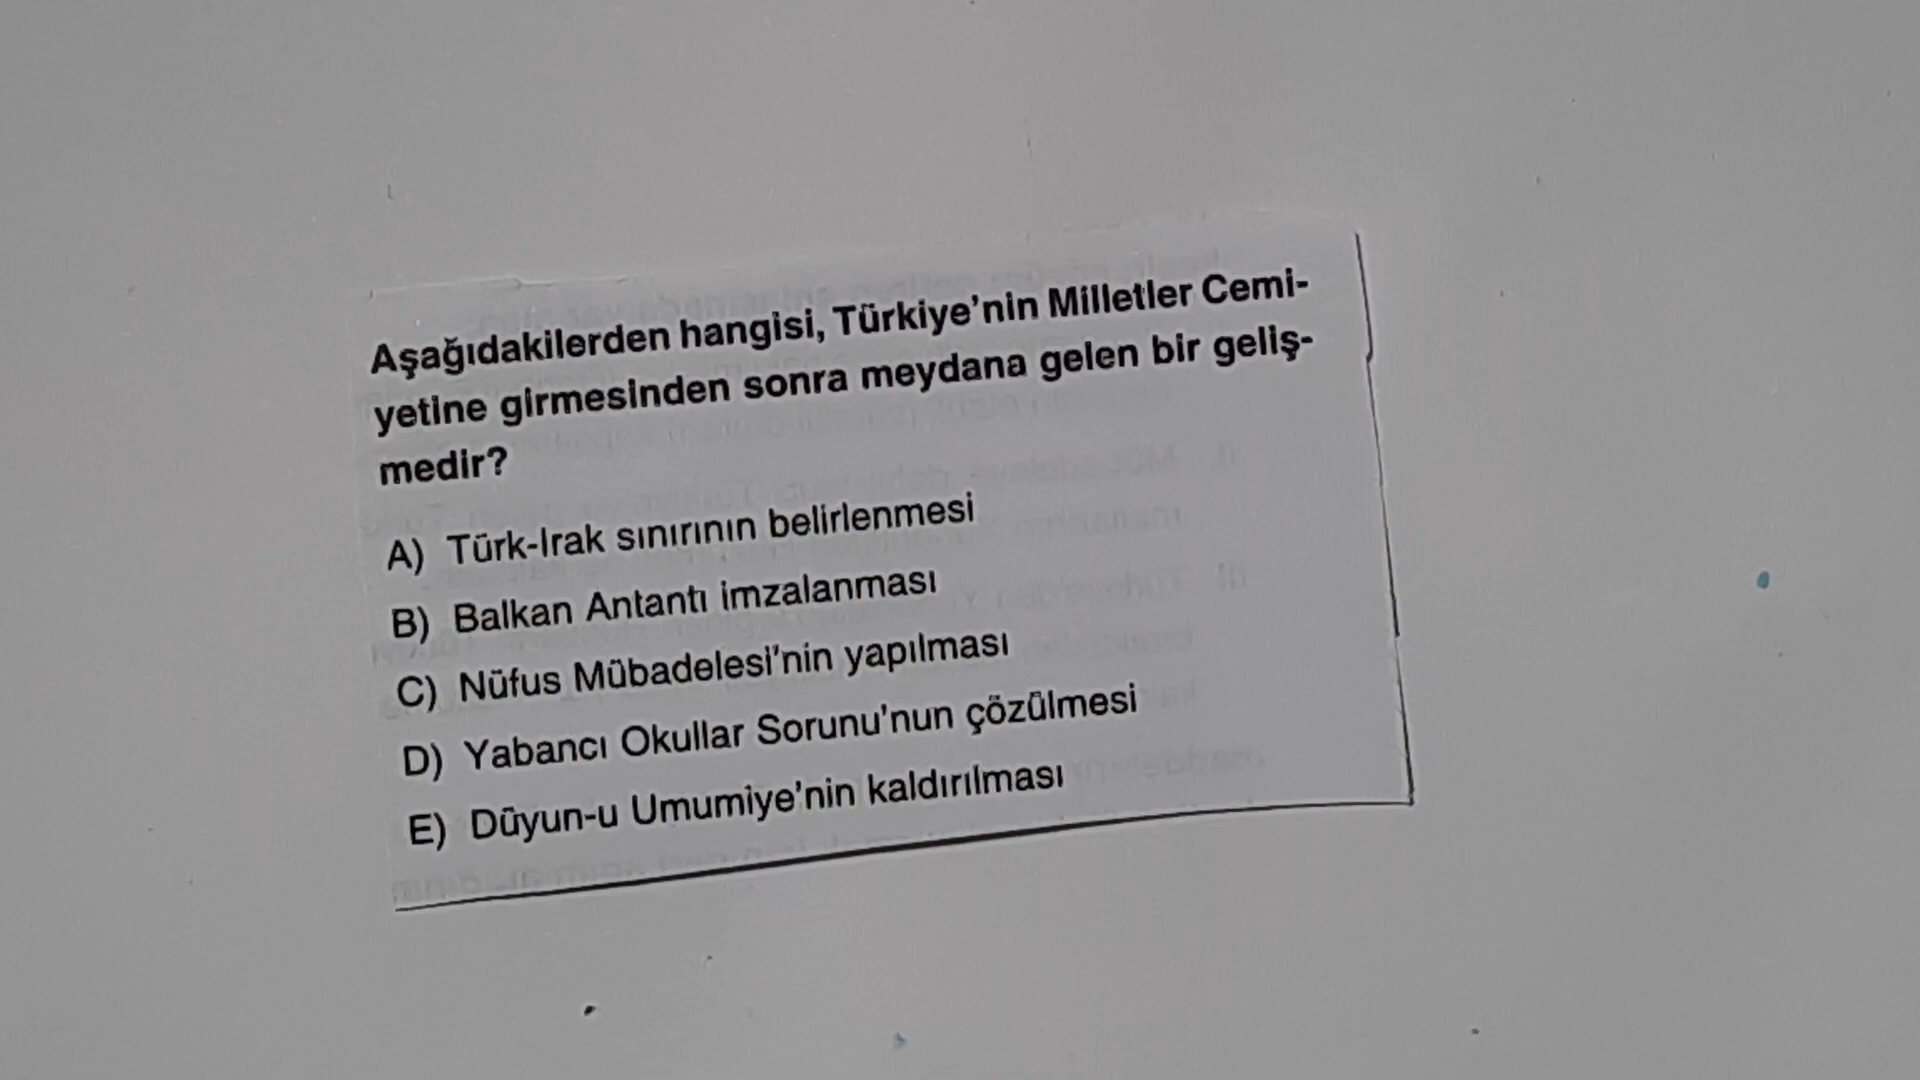 Aşağıdakilerden hangisi, Türkiye'nin Milletler Cemi-
yetine girmesinden sonra meydana gelen bir geliş-
medir?
A) Türk-Irak sınırının belirlenmesi
B) Balkan Antantı imzalanması
C) Nüfus Mübadelesi'nin yapılması
D) Yabancı Okullar Sorunu'nun çözülmesi
E) Düyun-u Umumiye'nin kaldırılması